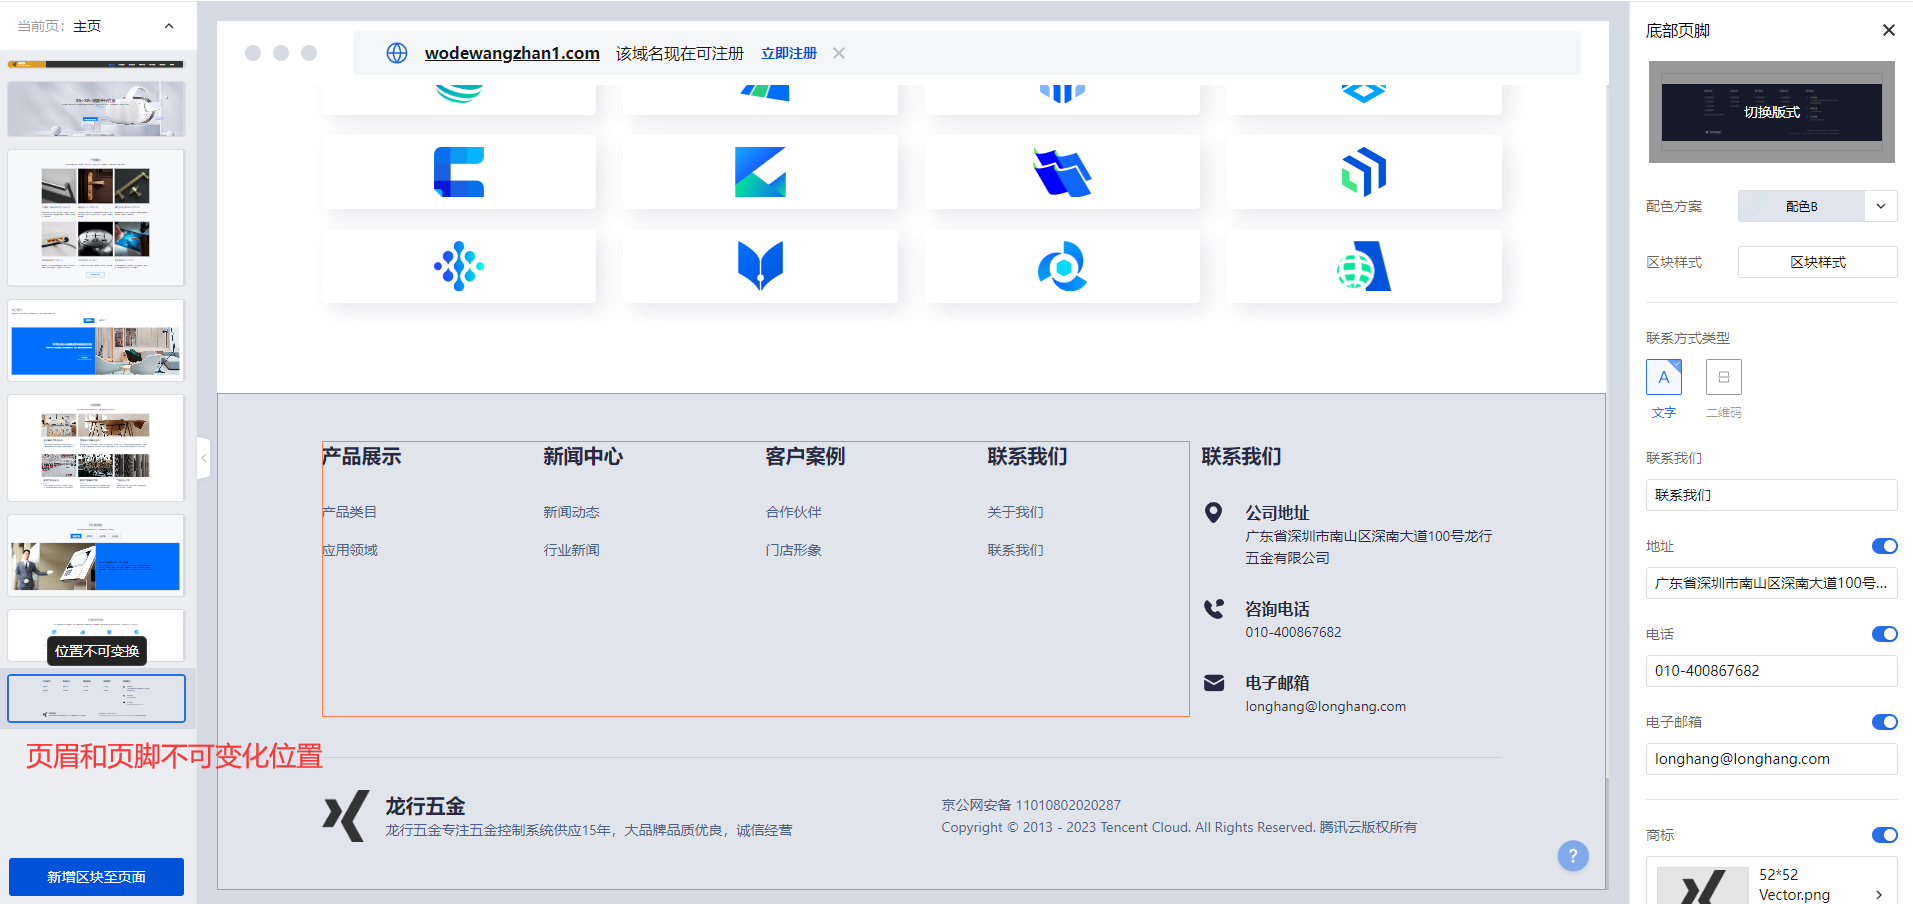 当前页：主页
位置不可变换
页眉和页脚不可变化位置
新增区块至页面
wodewangzhan1.com 该域名现在可注册 立即注册
产品展示
产品类目
应用领域
新闻中心
新闻动态
行业新闻
客户案例
合作伙伴
门店形象
联系我们
关于我们
联系我们
联系我们
公司地址
广东省深圳市南山区深南大道100号龙行
五金有限公司
咨询电话
010-400867682
电子邮箱
longhang@longhang.com
龙行五金
龙行五金专注五金控制系统供应15年，大品牌品质优良，诚信经营
京公网安备 11010802020287
Copyright © 2013 - 2023 Tencent Cloud. All Rights Reserved. 腾讯云版权所有
?
底部页脚
切换版式
配色方案 配色B
区块样式 区块样式
联系方式类型
A
文字 二维码
联系我们
联系我们
地址
广东省深圳市南山区深南大道100号...
电话
010-400867682
电子邮箱
longhang@longhang.com
商标
52*52
Vector.png